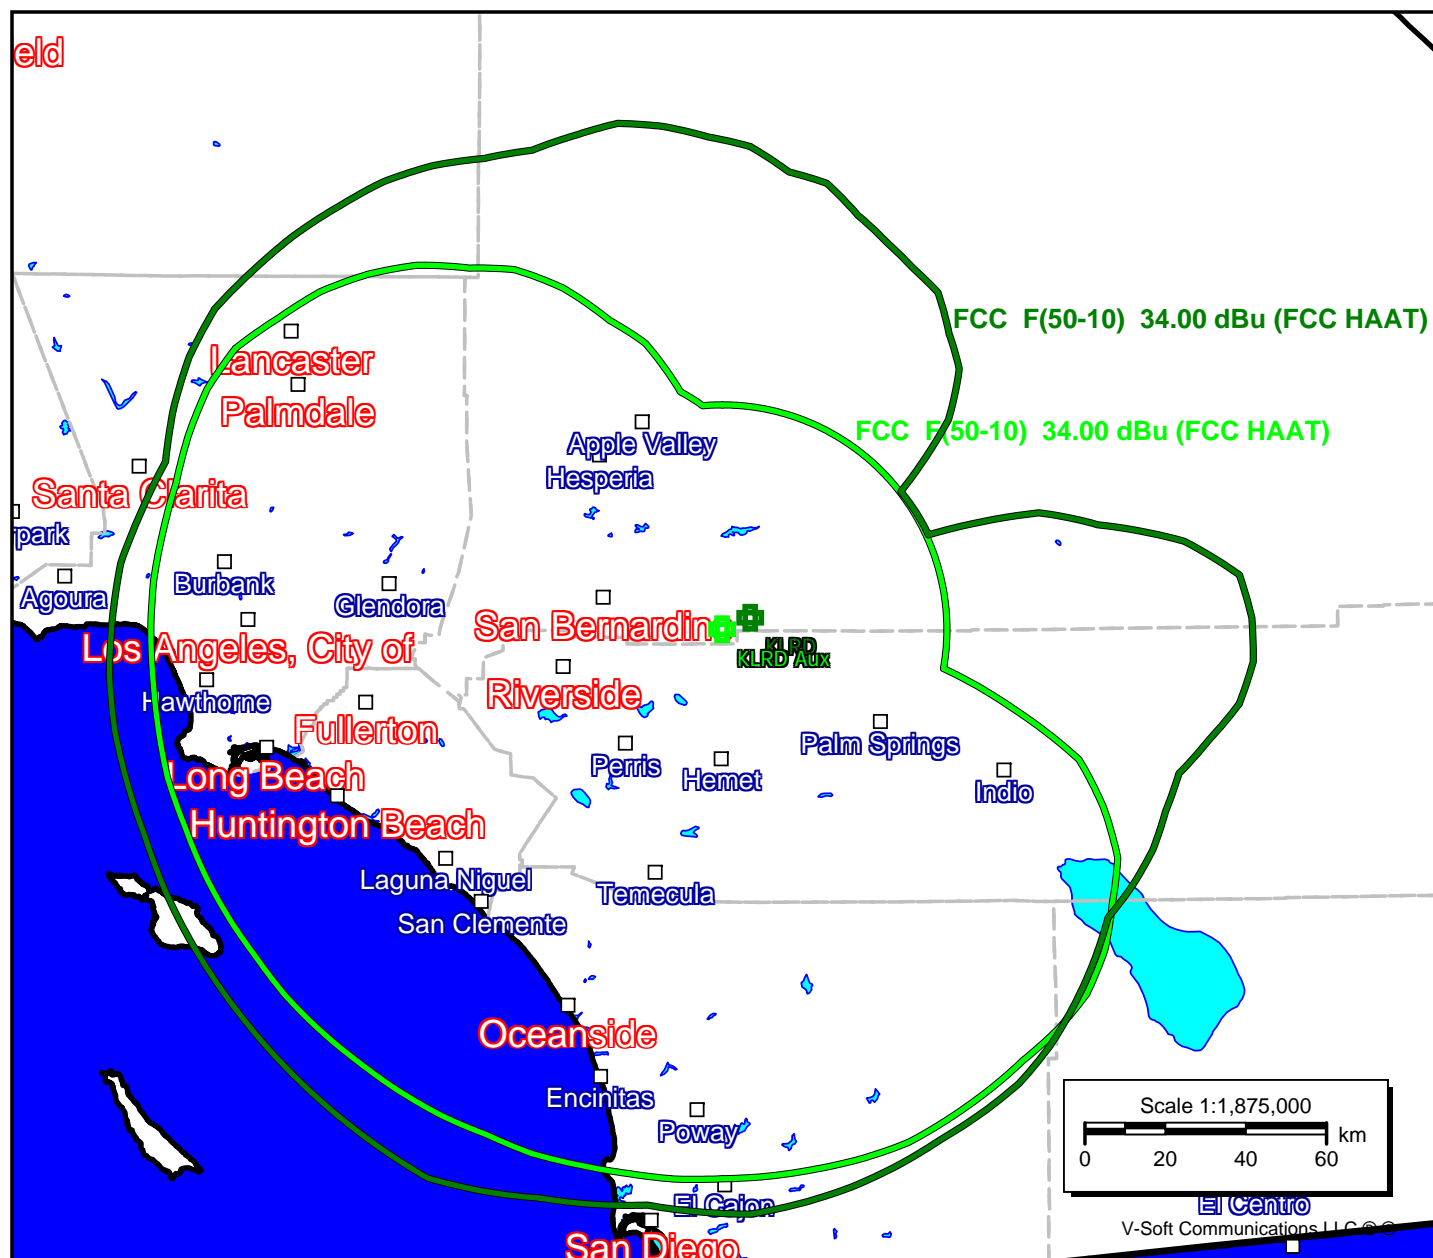 eld
FCC F(50-10) 34.00 dBu (FCC HAAT)
Lancaster
Palmdale
FCC F(50-10) 34.00 dBu (FCC HAAT)
Apple Valley
Hesperia
Santa Clarita
rpark
Burbank
Agoura
Glendora
San Bernardin
Los Angeles, City of
KLRD
KLRD Aux
Riverside
Hawthorne
Fullerton
Palm Springs
Perris
Hemet
Long Beach
Indio
Huntington Beach
Laguna Niguel
Temecula
San Clemente
Oceanside
Encinitas
Scale 1:1,875,000
km
0 20 40 60
Poway
El Cajon
El Centro
V-Soft Communications LLC ® ©
San Diego